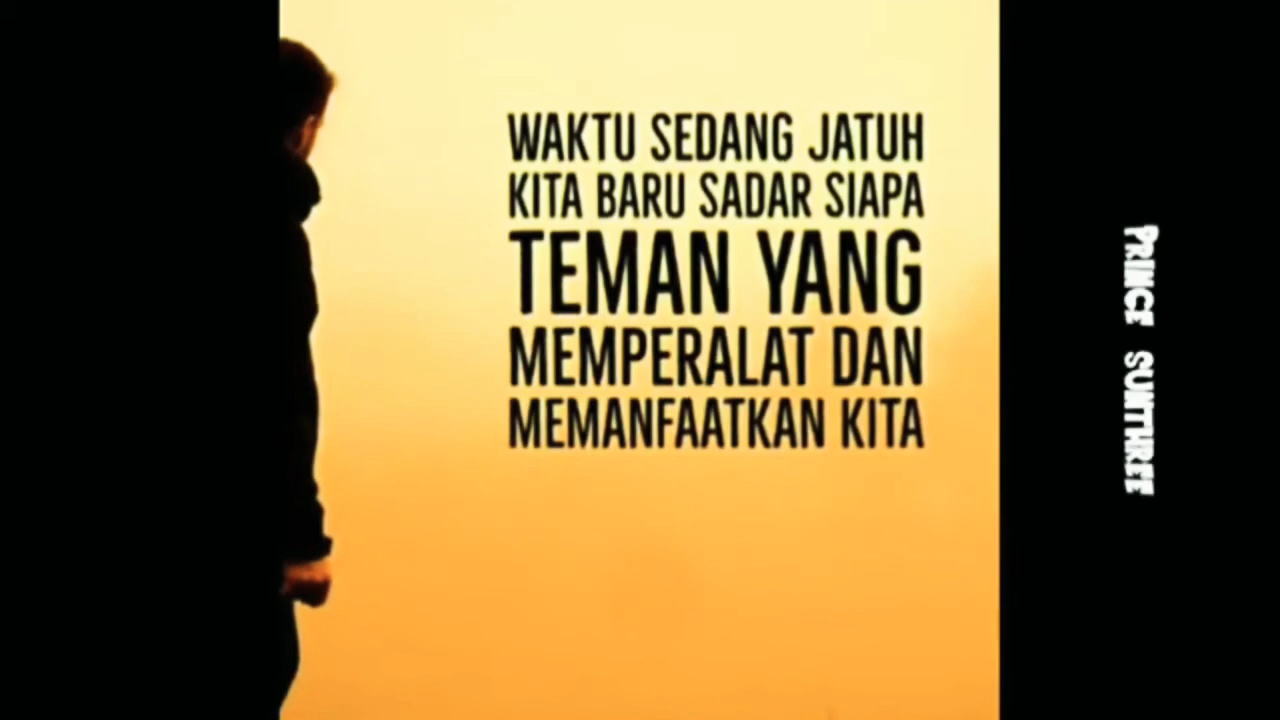 WAKTU SEDANG JATUH
KITA BARU SADAR SIAPA
TEMAN YANG
MEMPERALAT DAN
MEMANFAATKAN KITA
PRINCE SUNTHREE